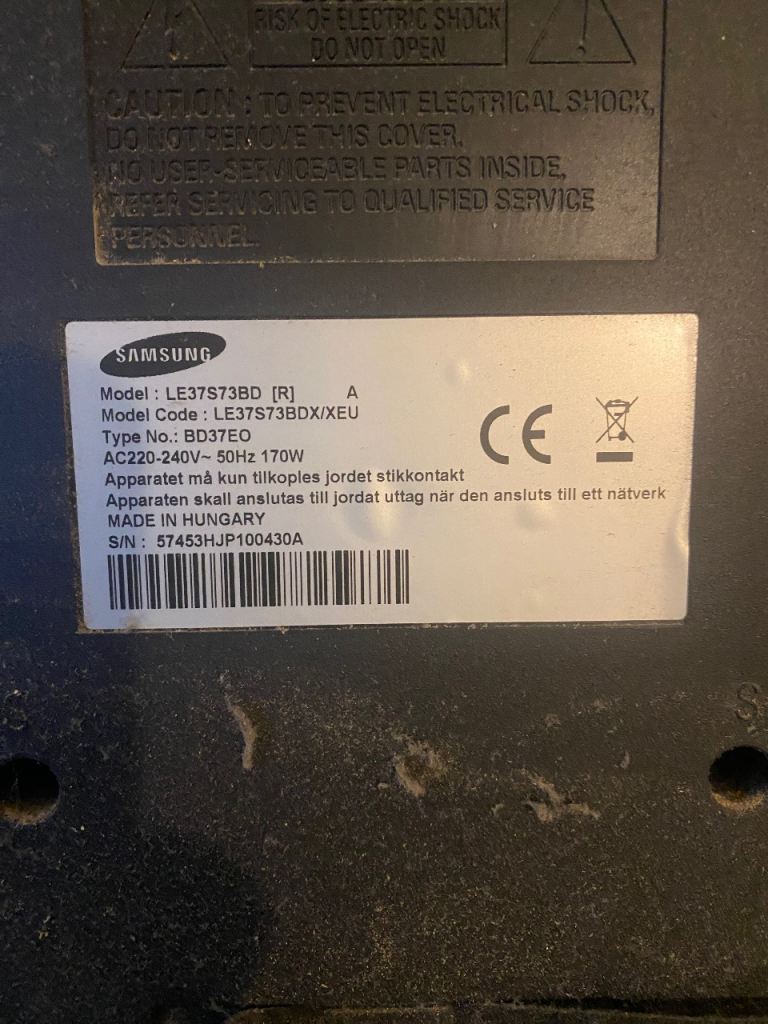 RISK OF ELECTRIC SHOCK
DO NOT OPEN
CAUTION : TO PREVENT ELECTRICAL SHOCK,
DO NOT REMOVE THIS COVER.
NO USER-SERVICEABLE PARTS INSIDE,
REFER SERVICING TO QUALIFIED SERVICE
PERSONNEL.
SAMSUNG
Model : LE37S73BD [R] A
Model Code : LE37S73BDX/XEU
Type No.: BD37EO
AC220-240V~ 50Hz 170W
Apparatet må kun tilkoples jordet stikkontakt
Apparaten skall anslutas till jordat uttag när den ansluts till ett nätverk
MADE IN HUNGARY
S/N : 57453HJP100430A
CE
S
S